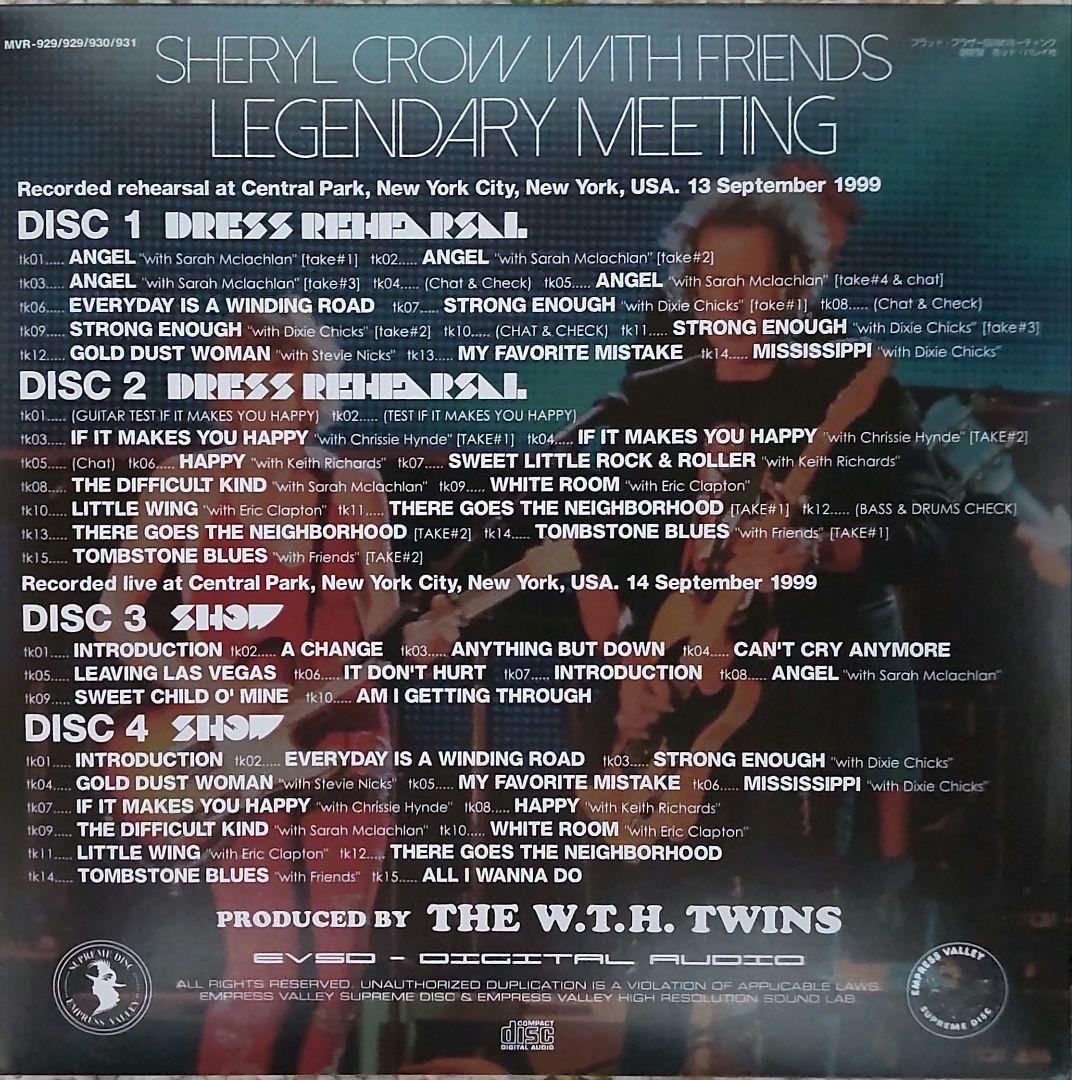 MVR-929/929/930/931
SHERYL CROW WITH FRIENDS
LEGENDARY MEETING
Recorded rehearsal at Central Park, New York City, New York, USA. 13 September 1999
DISC 1 DRESS REHEARSAL
tk01..... ANGEL "with Sarah Mclachlan" [take#1] tk02..... ANGEL "with Sarah Mclachlan" [take#2]
tk03..... ANGEL "with Sarah Mclachlan" [take#3] tk04..... (Chat & Check) tk05..... ANGEL "with Sarah Mclachlan" [take#4 & chat]
tk06..... EVERYDAY IS A WINDING ROAD tk07..... STRONG ENOUGH "with Dixie Chicks" [take#1] tk08..... (Chat & Check)
tk09..... STRONG ENOUGH "with Dixie Chicks" [take#2] tk10..... (CHAT & CHECK) tk11..... STRONG ENOUGH "with Dixie Chicks" [take#3]
tk12..... GOLD DUST WOMAN "with Stevie Nicks" tk13..... MY FAVORITE MISTAKE tk14..... MISSISSIPPI "with Dixie Chicks"
DISC 2 DRESS REHEARSAL
tk01..... (GUITAR TEST IF IT MAKES YOU HAPPY) tk02..... (TEST IF IT MAKES YOU HAPPY)
tk03..... IF IT MAKES YOU HAPPY "with Chrissie Hynde" [TAKE#1] tk04..... IF IT MAKES YOU HAPPY "with Chrissie Hynde" [TAKE#2]
tk05..... (Chat) tk06..... HAPPY "with Keith Richards" tk07..... SWEET LITTLE ROCK & ROLLER "with Keith Richards"
tk08..... THE DIFFICULT KIND "with Sarah Mclachlan" tk09..... WHITE ROOM "with Eric Clapton"
tk10..... LITTLE WING "with Eric Clapton" tk11..... THERE GOES THE NEIGHBORHOOD [TAKE#1] tk12..... (BASS & DRUMS CHECK)
tk13..... THERE GOES THE NEIGHBORHOOD [TAKE#2] tk14..... TOMBSTONE BLUES "with Friends" [TAKE#1]
tk15..... TOMBSTONE BLUES "with Friends" [TAKE#2]
Recorded live at Central Park, New York City, New York, USA. 14 September 1999
DISC 3 SHOW
tk01..... INTRODUCTION tk02..... A CHANGE tk03..... ANYTHING BUT DOWN tk04..... CAN'T CRY ANYMORE
tk05..... LEAVING LAS VEGAS tk06..... IT DON'T HURT tk07..... INTRODUCTION tk08..... ANGEL "with Sarah Mclachlan"
tk09..... SWEET CHILD O' MINE tk10..... AM I GETTING THROUGH
DISC 4 SHOW
tk01..... INTRODUCTION tk02..... EVERYDAY IS A WINDING ROAD tk03..... STRONG ENOUGH "with Dixie Chicks"
tk04..... GOLD DUST WOMAN "with Stevie Nicks" tk05..... MY FAVORITE MISTAKE tk06..... MISSISSIPPI "with Dixie Chicks"
tk07..... IF IT MAKES YOU HAPPY "with Chrissie Hynde" tk08..... HAPPY "with Keith Richards"
tk09..... THE DIFFICULT KIND "with Sarah Mclachlan" tk10..... WHITE ROOM "with Eric Clapton"
tk11..... LITTLE WING "with Eric Clapton" tk12..... THERE GOES THE NEIGHBORHOOD
tk14..... TOMBSTONE BLUES "with Friends" tk15..... ALL I WANNA DO
PRODUCED BY THE W.T.H. TWINS
EVSD - DIGITAL AUDIO
ALL RIGHTS RESERVED. UNAUTHORIZED DUPLICATION IS A VIOLATION OF APPLICABLE LAWS.
EMPRESS VALLEY SUPREME DISC & EMPRESS VALLEY HIGH RESOLUTION SOUND LAB.
SUPREME DISC
EMPRESS VALLEY
EMPRESS VALLEY
SUPREME DISC
COMPACT
disc
DIGITAL AUDIO